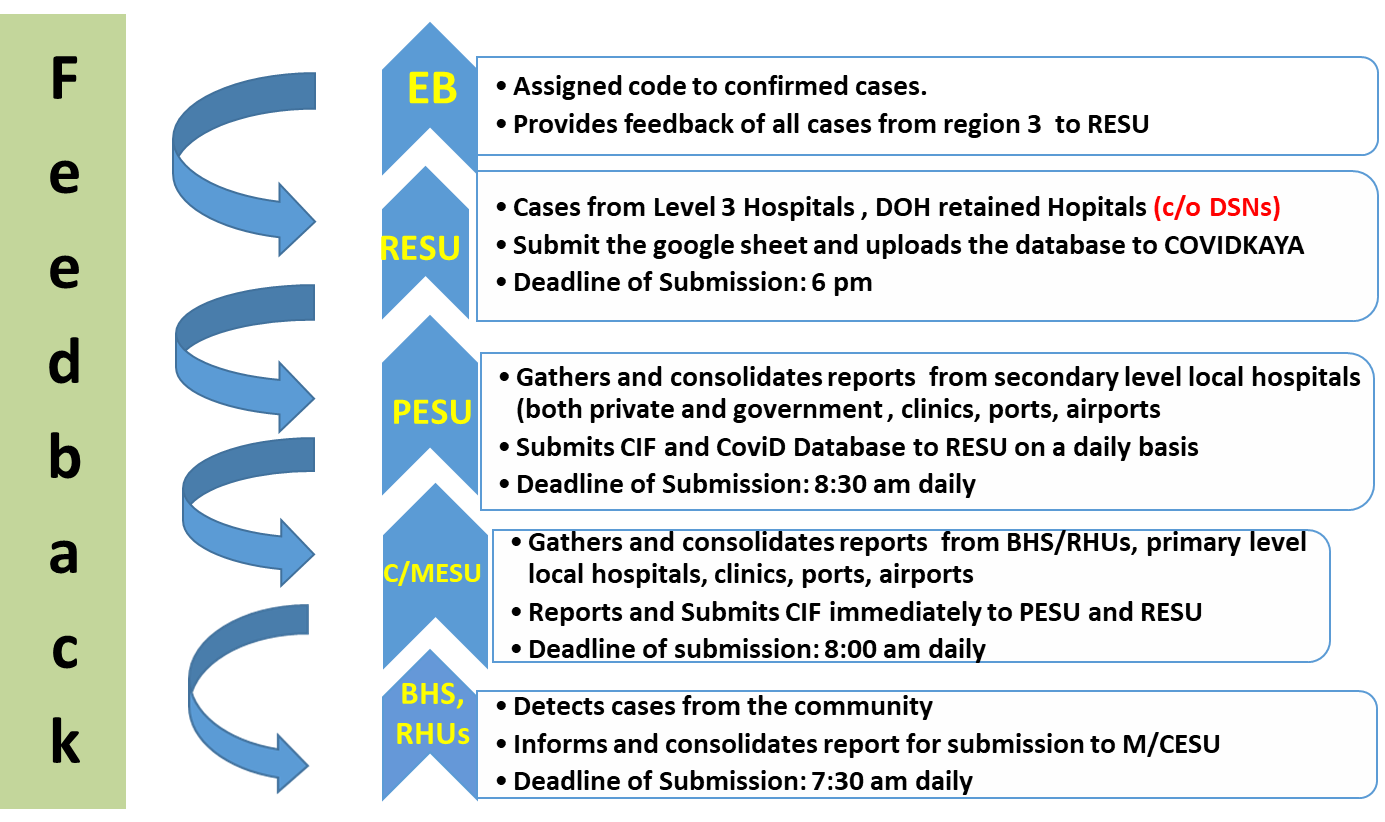 Feedback
EB
• Assigned code to confirmed cases.
• Provides feedback of all cases from region 3 to RESU
RESU
• Cases from Level 3 Hospitals , DOH retained Hopitals (c/o DSNs)
• Submit the google sheet and uploads the database to COVIDKAYA
• Deadline of Submission: 6 pm
PESU
• Gathers and consolidates reports from secondary level local hospitals
(both private and government , clinics, ports, airports
• Submits CIF and CoviD Database to RESU on a daily basis
• Deadline of Submission: 8:30 am daily
C/MESU
• Gathers and consolidates reports from BHS/RHUs, primary level
local hospitals, clinics, ports, airports
• Reports and Submits CIF immediately to PESU and RESU
• Deadline of submission: 8:00 am daily
BHS,
RHUs
• Detects cases from the community
• Informs and consolidates report for submission to M/CESU
• Deadline of Submission: 7:30 am daily